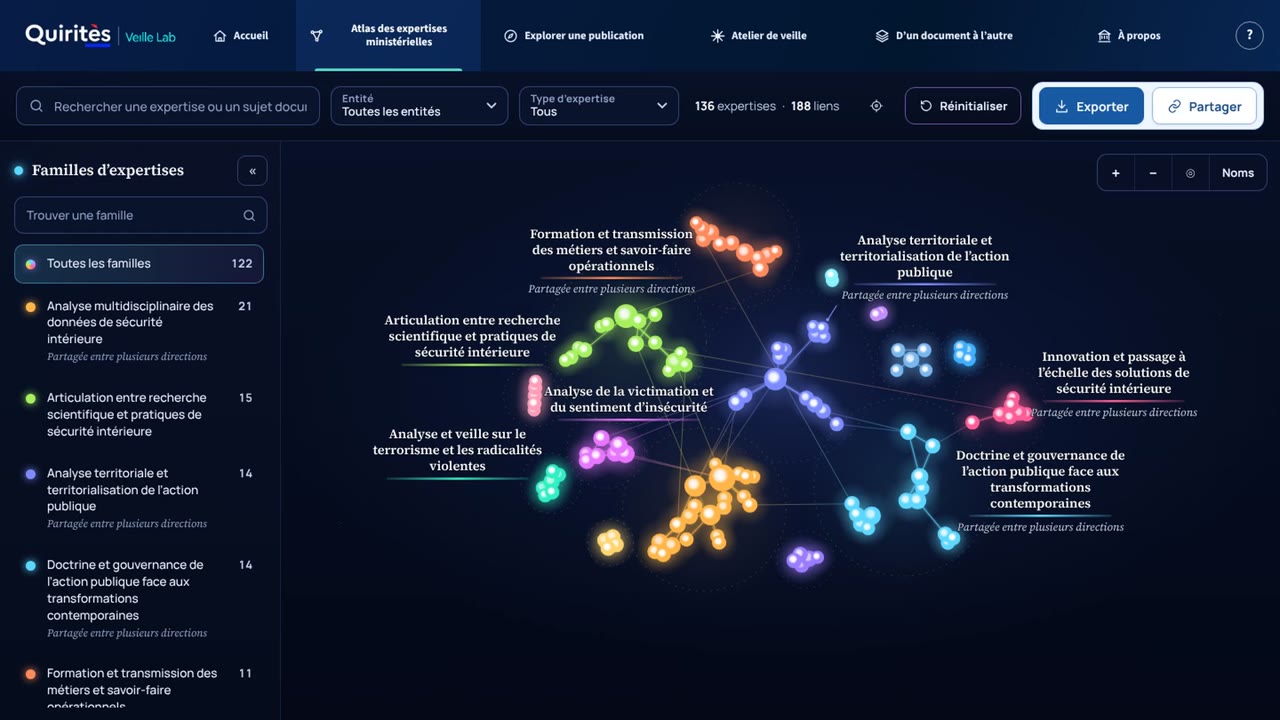 Quiritès
Veille Lab
Accueil
Atlas des expertises
ministérielles
Explorer une publication
Atelier de veille
D'un document à l'autre
À propos
?
Rechercher une expertise ou un sujet docu
Entité
Toutes les entités
Type d'expertise
Tous
136 expertises · 188 liens
Réinitialiser
Exporter
Partager
Familles d'expertises
«
Trouver une famille
Toutes les familles 122
Analyse multidisciplinaire des 21
données de sécurité
intérieure
Partagée entre plusieurs directions
Articulation entre recherche 15
scientifique et pratiques de
sécurité intérieure
Analyse territoriale et 14
territorialisation de l'action
publique
Partagée entre plusieurs directions
Doctrine et gouvernance de 14
l'action publique face aux
transformations
contemporaines
Partagée entre plusieurs directions
Formation et transmission des 11
métiers et savoir-faire
opérationnels
+ − ◎ Noms
Formation et transmission
des métiers et savoir-faire
opérationnels
Partagée entre plusieurs directions
Analyse territoriale et
territorialisation de l'action
publique
Partagée entre plusieurs directions
Articulation entre recherche
scientifique et pratiques de
sécurité intérieure
Innovation et passage à
l'échelle des solutions de
sécurité intérieure
Partagée entre plusieurs directions
Analyse de la victimation et
du sentiment d'insécurité
Analyse et veille sur le
terrorisme et les radicalités
violentes
Doctrine et gouvernance de
l'action publique face aux
transformations
contemporaines
Partagée entre plusieurs directions